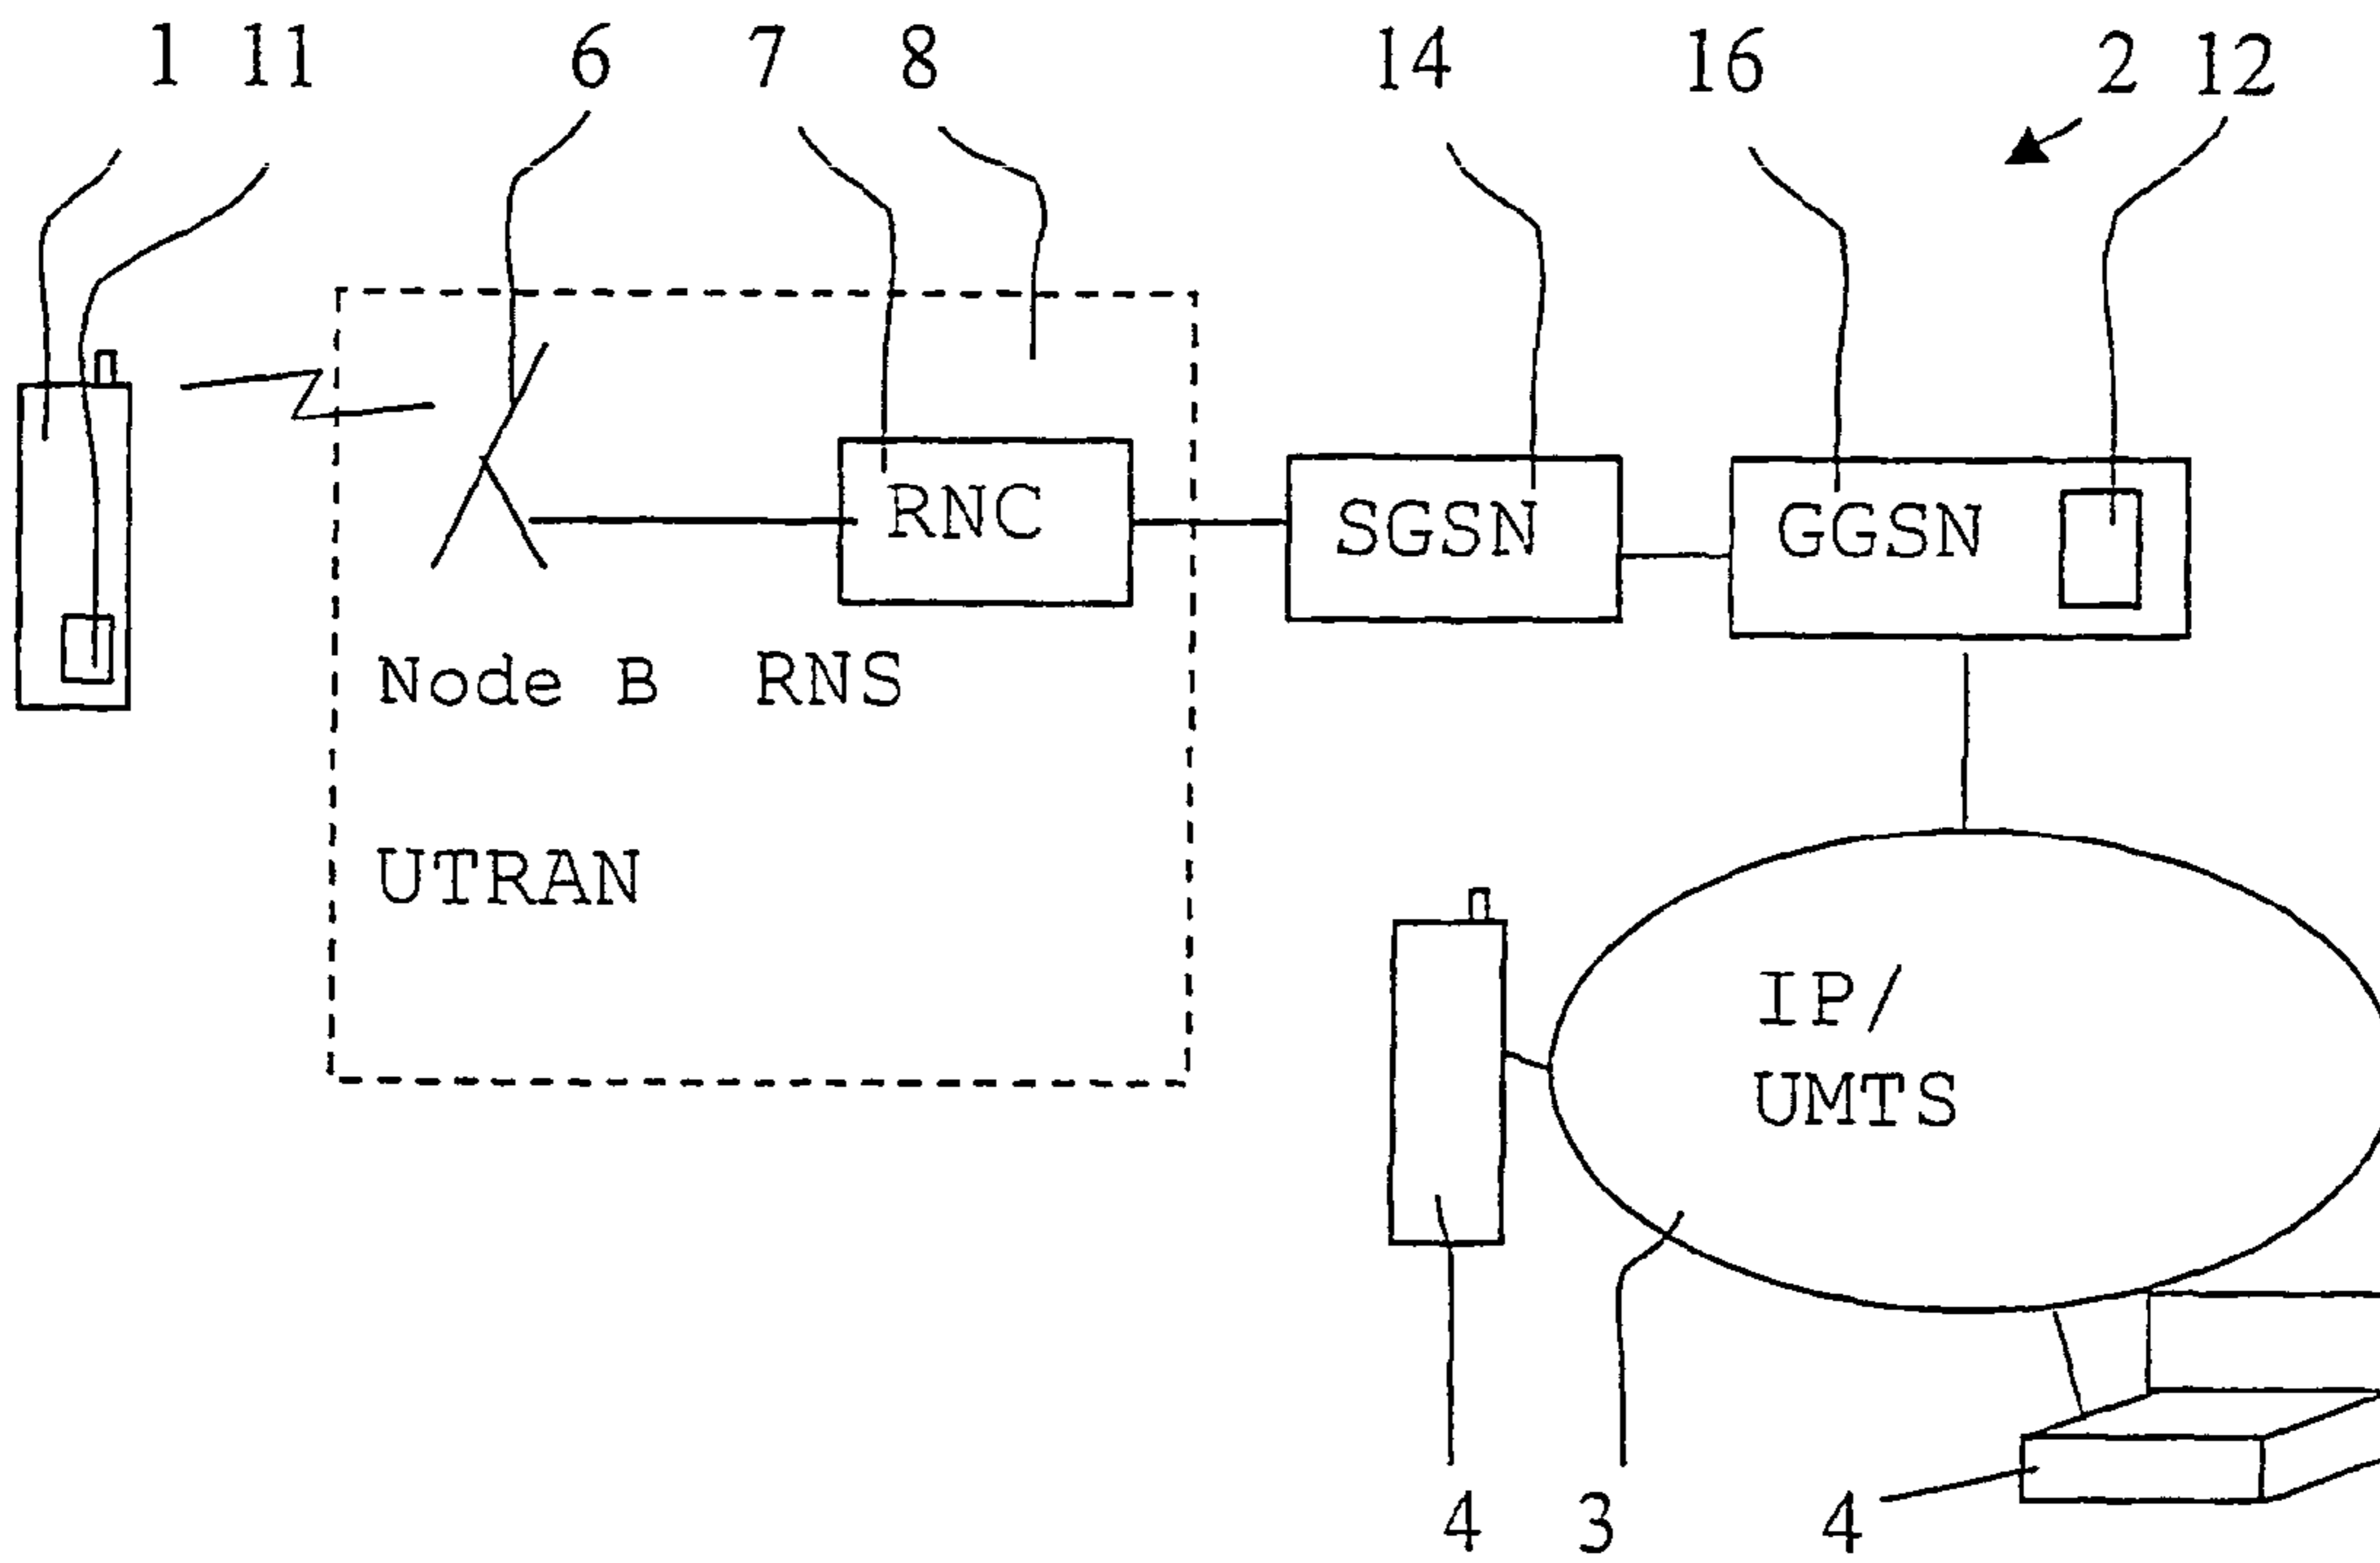 1 11 6 7 8 14 16 2 12
RNC SGSN GGSN
Node B RNS
UTRAN
IP/
UMTS
4 3 4